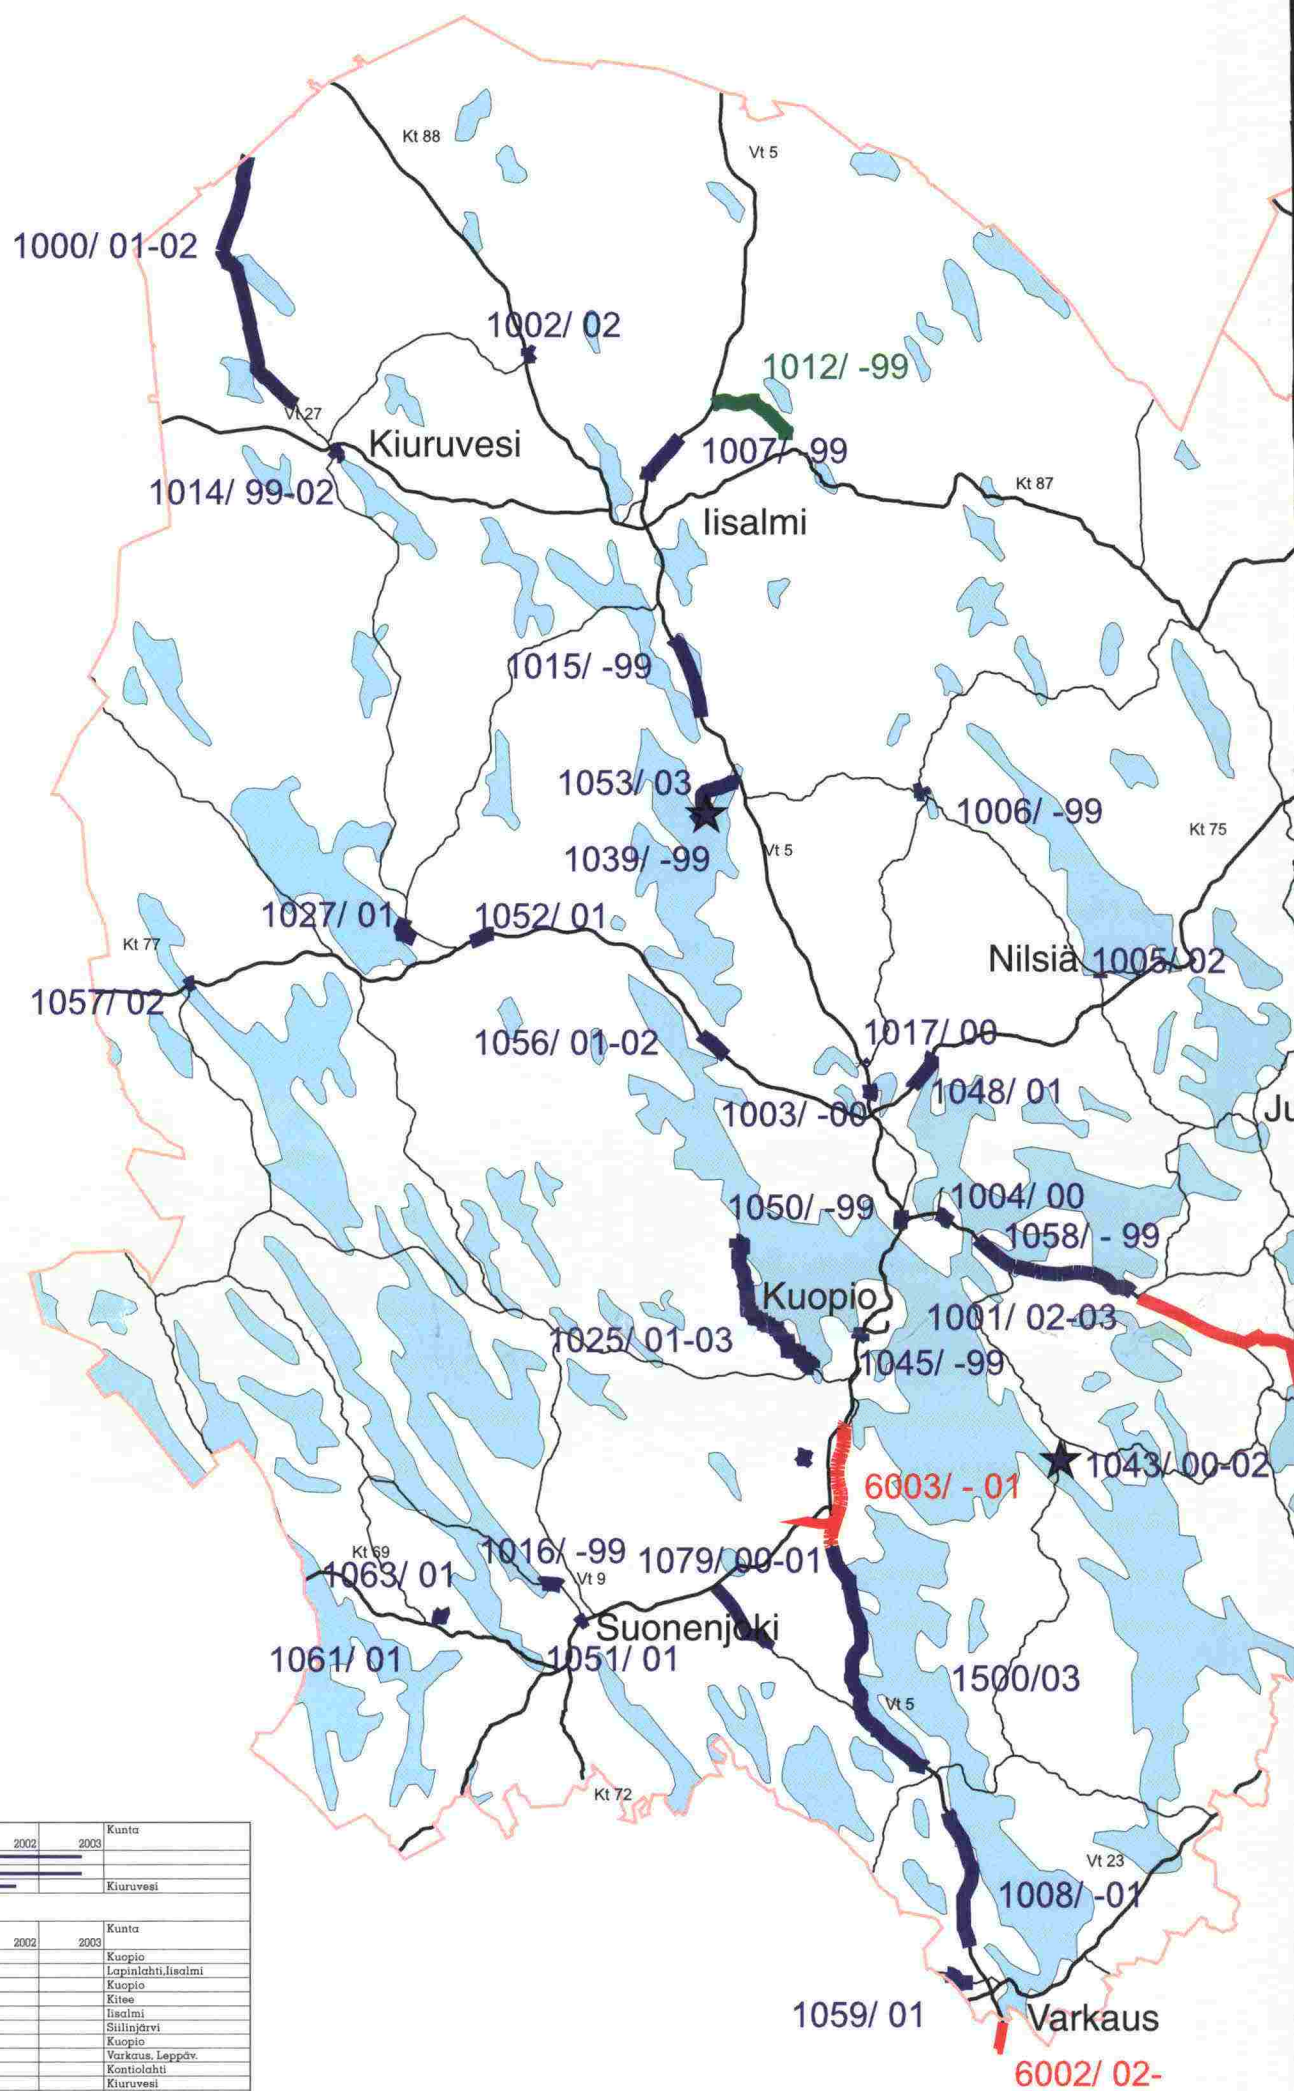 Kt 88
Vt 5
1000/ 01-02
1002/ 02
1012/ -99
Vt 27
Kiuruvesi
1007/ -99
1014/ 99-02
Kt 87
Iisalmi
1015/ -99
1053/ 03
1006/ -99
1039/ -99
Vt 5
Kt 75
1027/ 01
1052/ 01
Kt 77
Nilsiä
1005/ 02
1057/ 02
1017/ 00
1056/ 01-02
1048/ 01
1003/ -00
Ju
1050/ -99
1004/ 00
1058/ - 99
Kuopio
1001/ 02-03
1025/ 01-03
1045/ -99
1043/ 00-02
6003/ - 01
Kt 69
1063/ 01
1016/ -99
Vt 9
1079/ 00-01
Suonenjoki
1061/ 01
1051/ 01
1500/03
Vt 5
Kt 72
Vt 23
1008/ -01
1059/ 01
Varkaus
6002/ 02-
Kunta
2002 2003
Kiuruvesi
Kunta
2002 2003
Kuopio
Lapinlahti,Iisalmi
Kuopio
Kitee
Iisalmi
Siilinjärvi
Kuopio
Varkaus, Leppäv.
Kontiolahti
Kiuruvesi